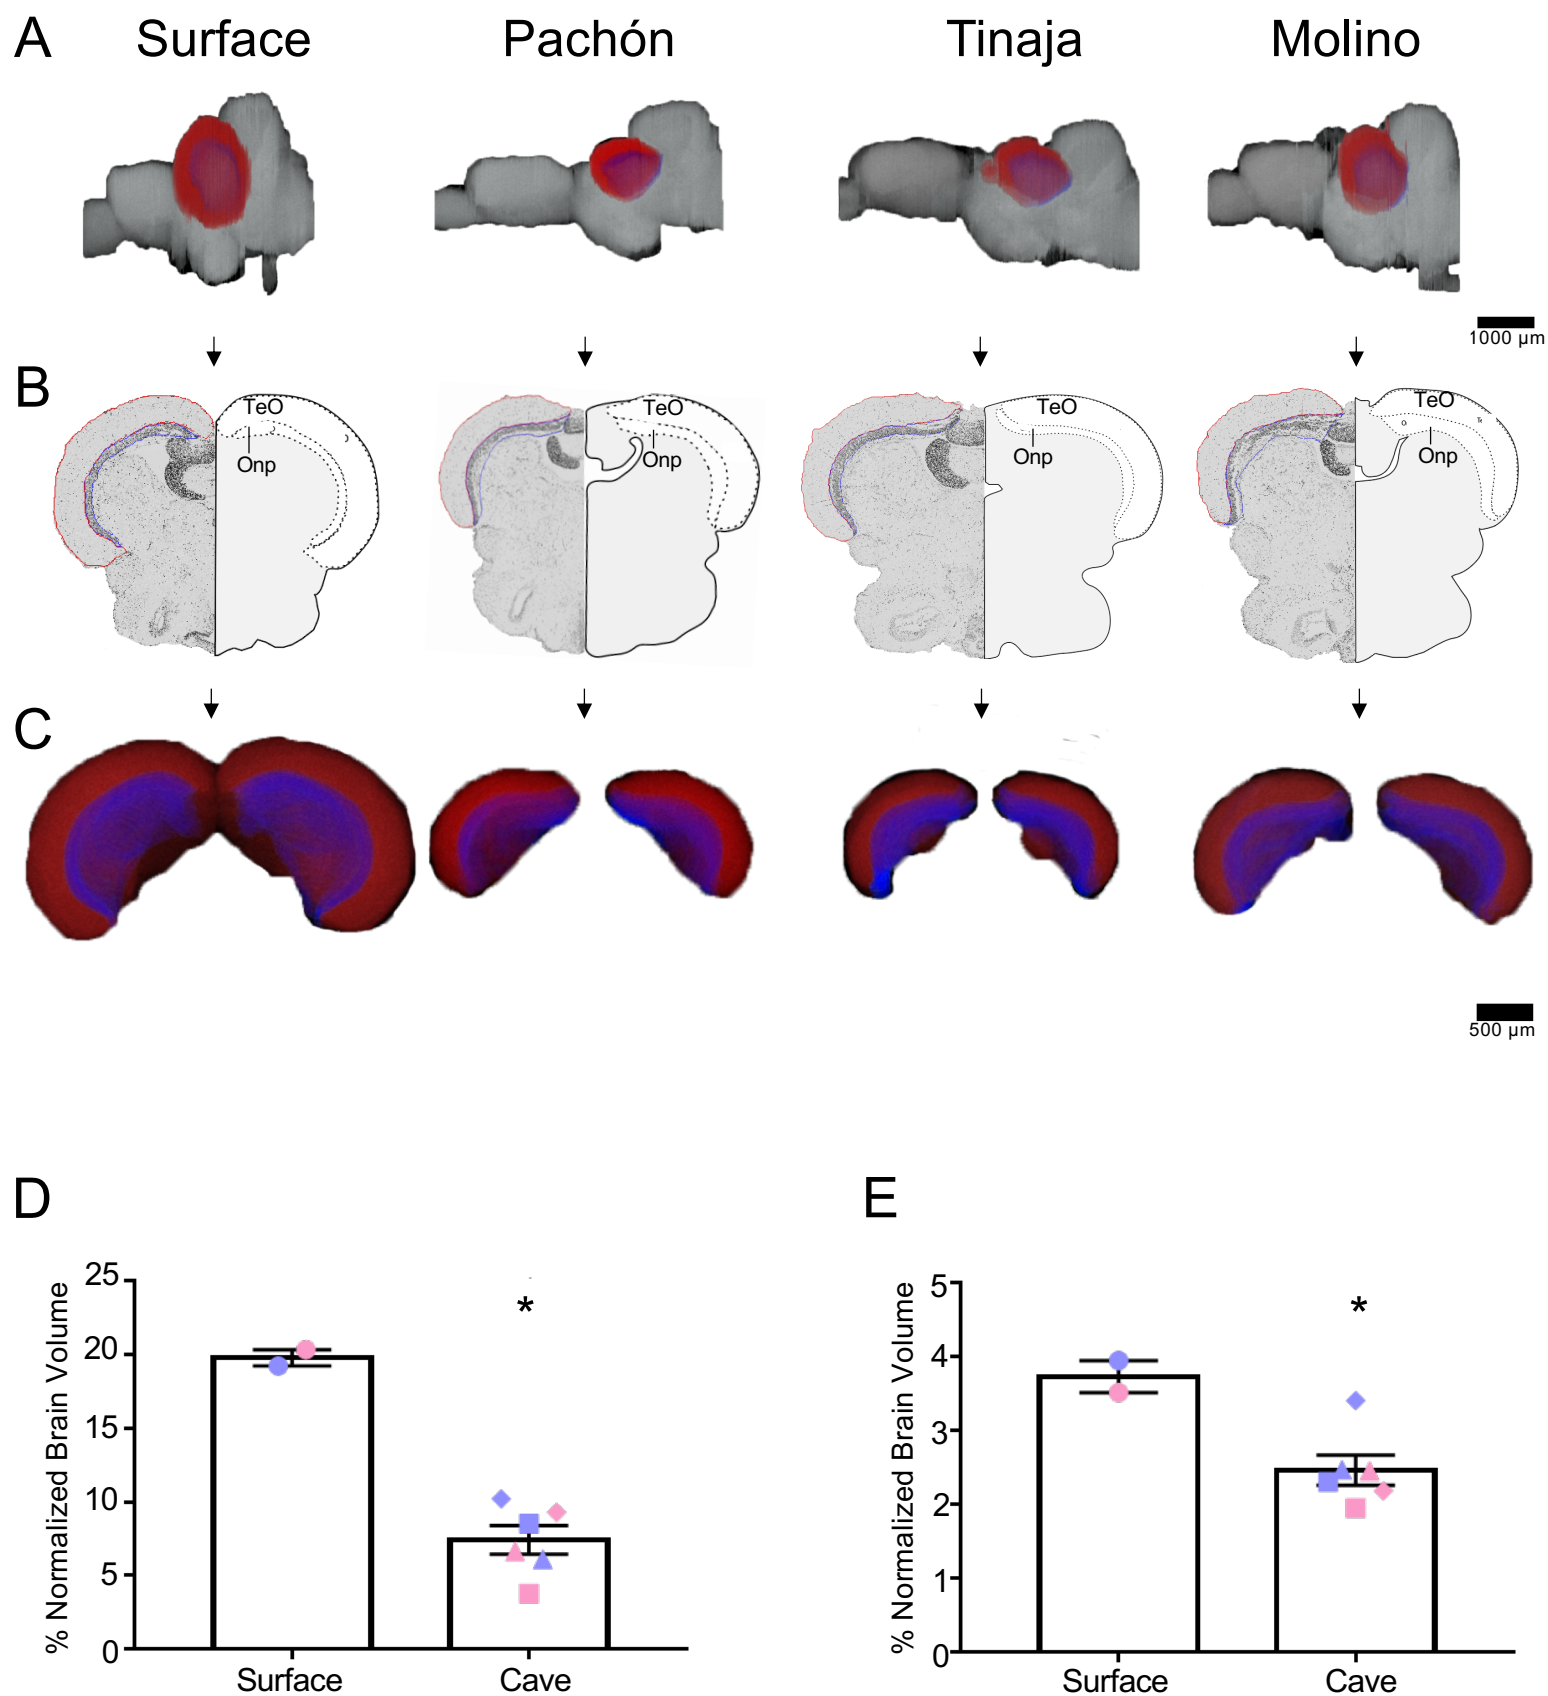 A Surface Pachón Tinaja Molino
1000 µm
B
TeO TeO TeO TeO
Onp Onp Onp Onp
C
500 µm
D E
% Normalized Brain Volume
25
20
15
10
5
0
*
Surface Cave
% Normalized Brain Volume
5
4
3
2
1
0
*
Surface Cave